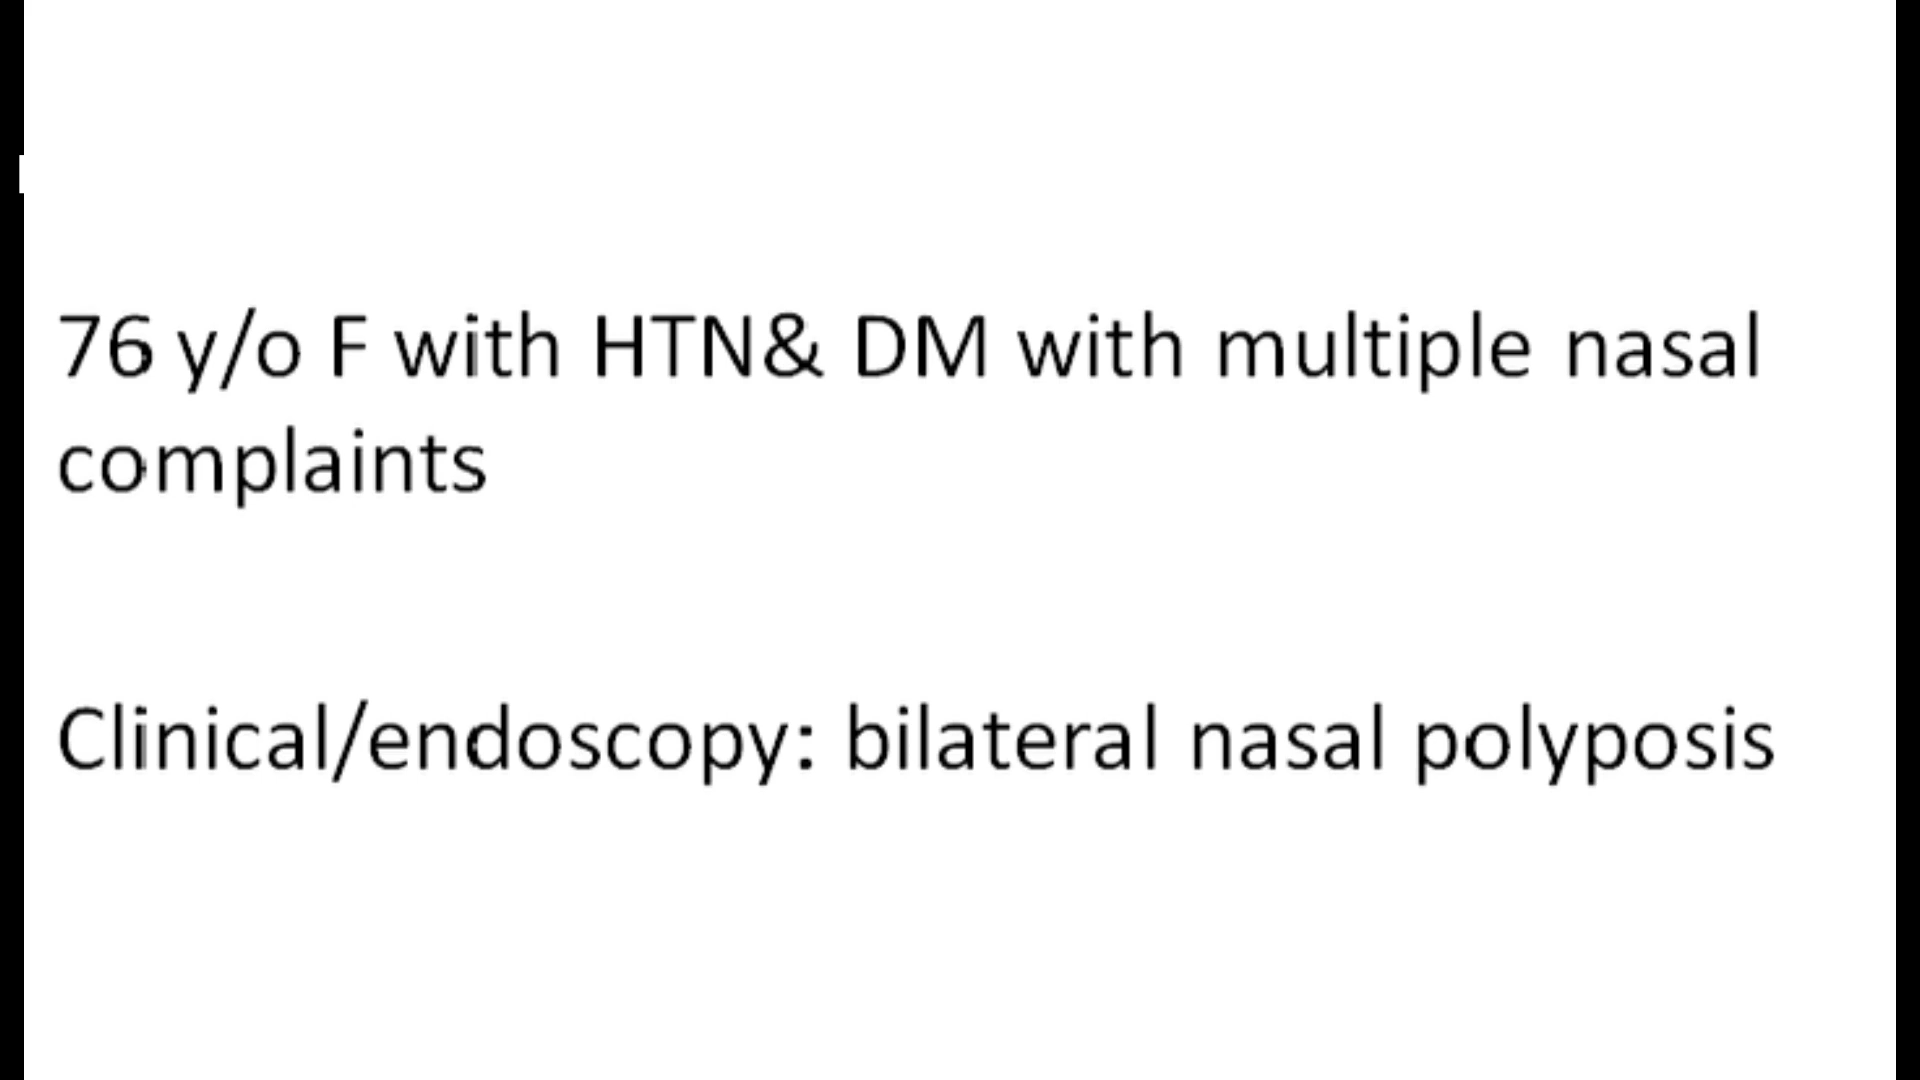 76 y/o F with HTN& DM with multiple nasal
complaints
Clinical/endoscopy: bilateral nasal polyposis